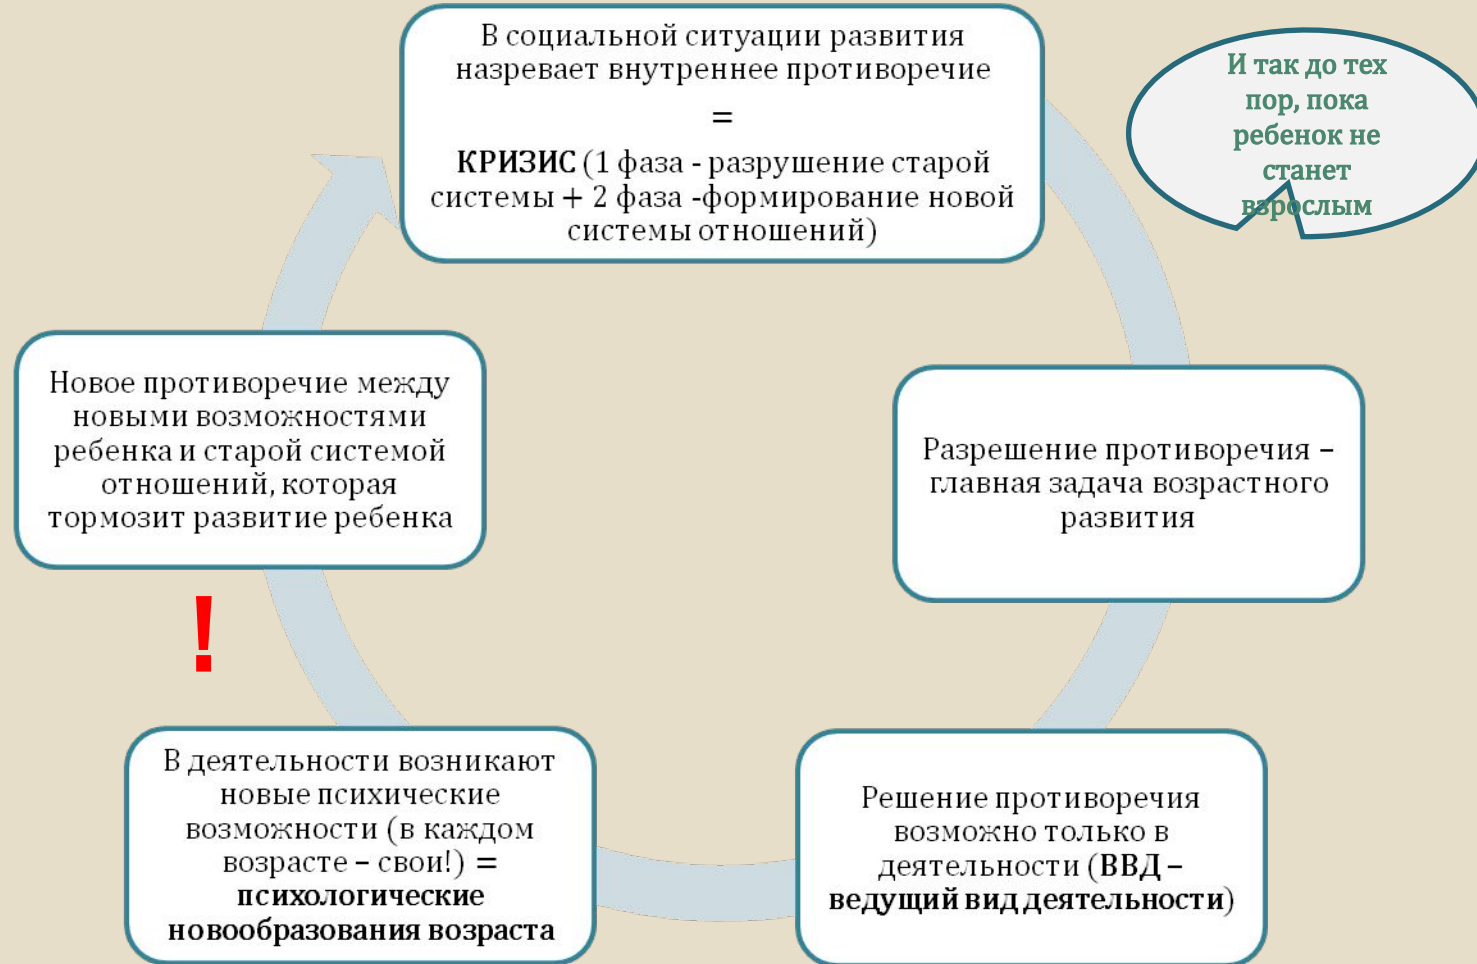 В социальной ситуации развития
назревает внутреннее противоречие
=
КРИЗИС (1 фаза - разрушение старой
системы + 2 фаза -формирование новой
системы отношений)
И так до тех
пор, пока
ребенок не
станет
взрослым
Разрешение противоречия –
главная задача возрастного
развития
Решение противоречия
возможно только в
деятельности (ВВД –
ведущий вид деятельности)
В деятельности возникают
новые психические
возможности (в каждом
возрасте – свои!) =
психологические
новообразования возраста
!
Новое противоречие между
новыми возможностями
ребенка и старой системой
отношений, которая
тормозит развитие ребенка